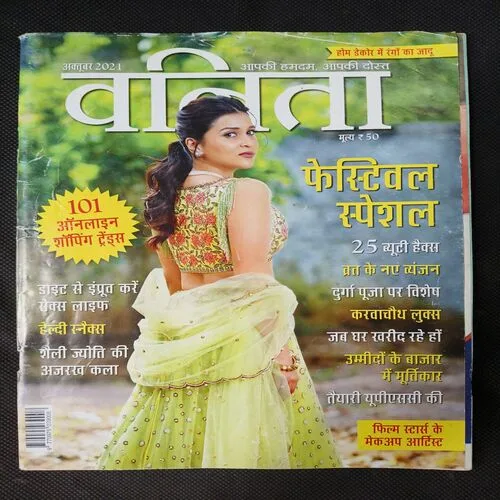 होम डेकोर में रंगों का जादू
अक्तूबर 2021
आपकी हमदम, आपकी दोस्त
वनिता
मूल्य ₹ 50
फेस्टिवल
स्पेशल
101
ऑनलाइन
शॉपिंग ट्रेंड्स
25 ब्यूटी हैक्स
व्रत के नए व्यंजन
दुर्गा पूजा पर विशेष
करवाचौथ लुक्स
जब घर खरीद रहे हों
उम्मीदों के बाजार
में मूर्तिकार
तैयारी यूपीएससी की
डाइट से इंप्रूव करें
सेक्स लाइफ
हेल्दी स्नैक्स
शैली ज्योति की
अजरख कला
फिल्म स्टार्स के
मेकअप आर्टिस्ट